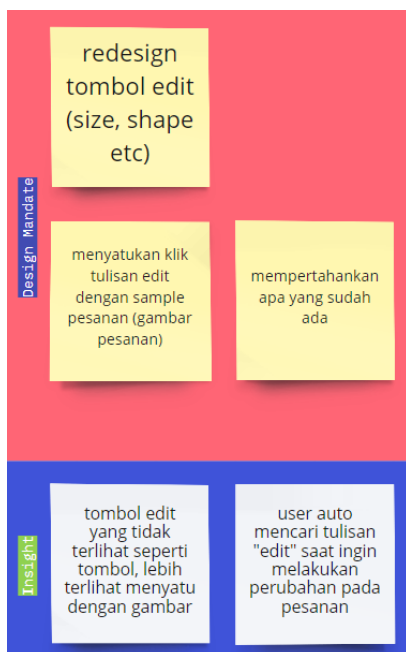 redesign
tombol edit
(size, shape
etc)
Design Mandate
menyatukan klik
tulisan edit
dengan sample
pesanan (gambar
pesanan)
mempertahankan
apa yang sudah
ada
Insight
tombol edit
yang tidak
terlihat seperti
tombol, lebih
terlihat menyatu
dengan gambar
user auto
mencari tulisan
"edit" saat ingin
melakukan
perubahan pada
pesanan